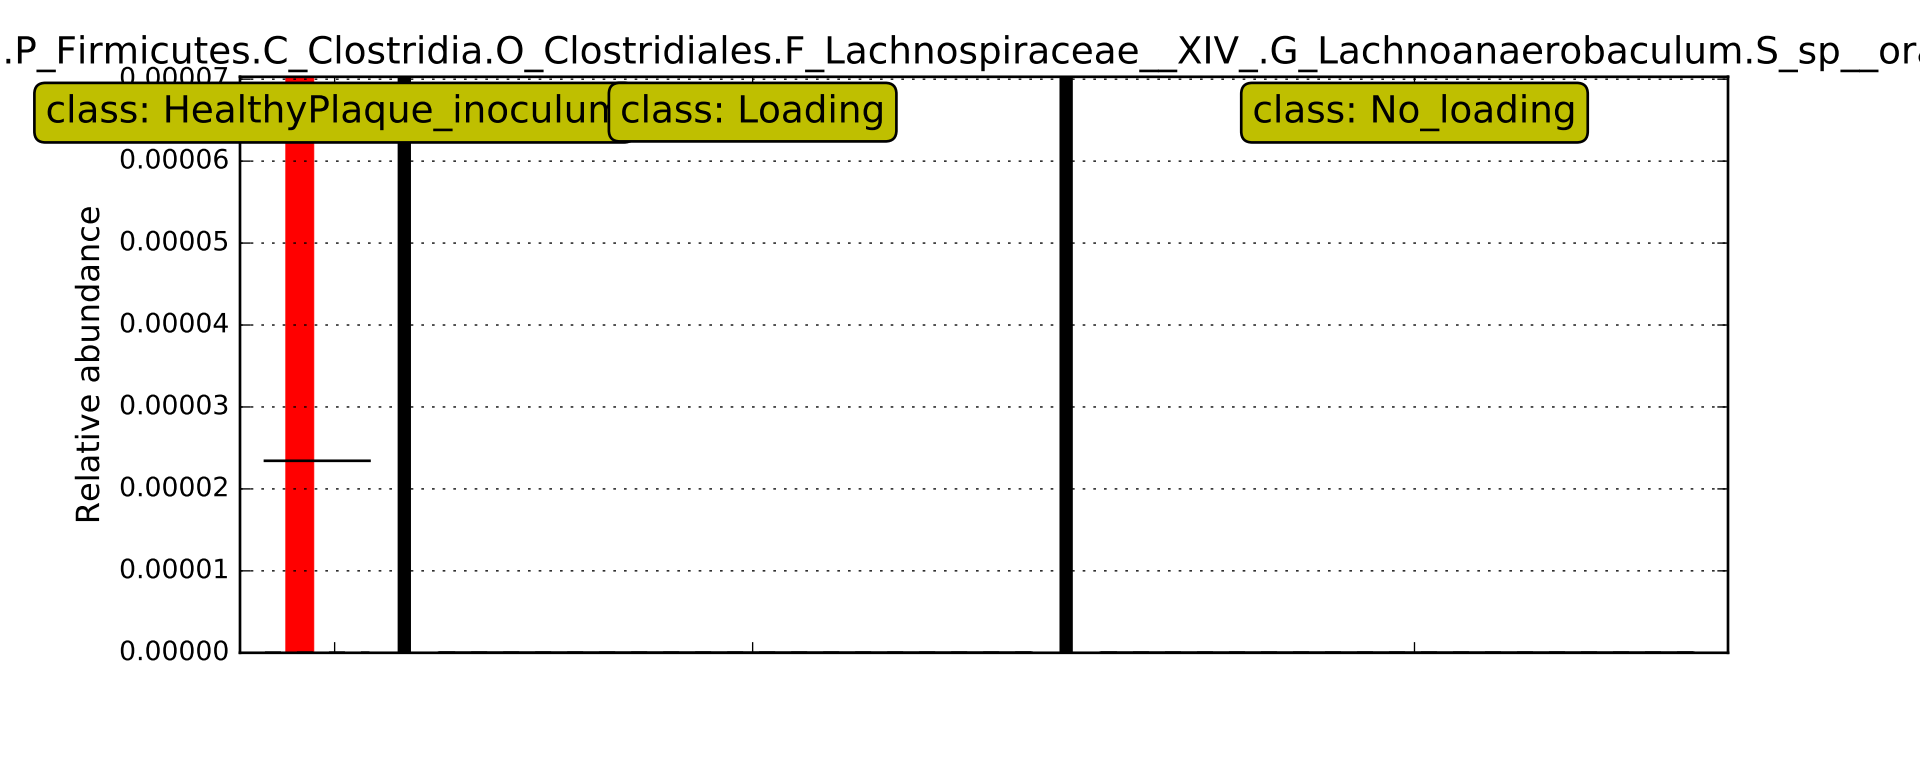 .P_Firmicutes.C_Clostridia.O_Clostridiales.F_Lachnospiraceae__XIV_.G_Lachnoanaerobaculum.S_sp__ora
0.00007
class: HealthyPlaque_inoculum
class: Loading
class: No_loading
0.00006
0.00005
0.00004
0.00003
0.00002
0.00001
0.00000
Relative abundance